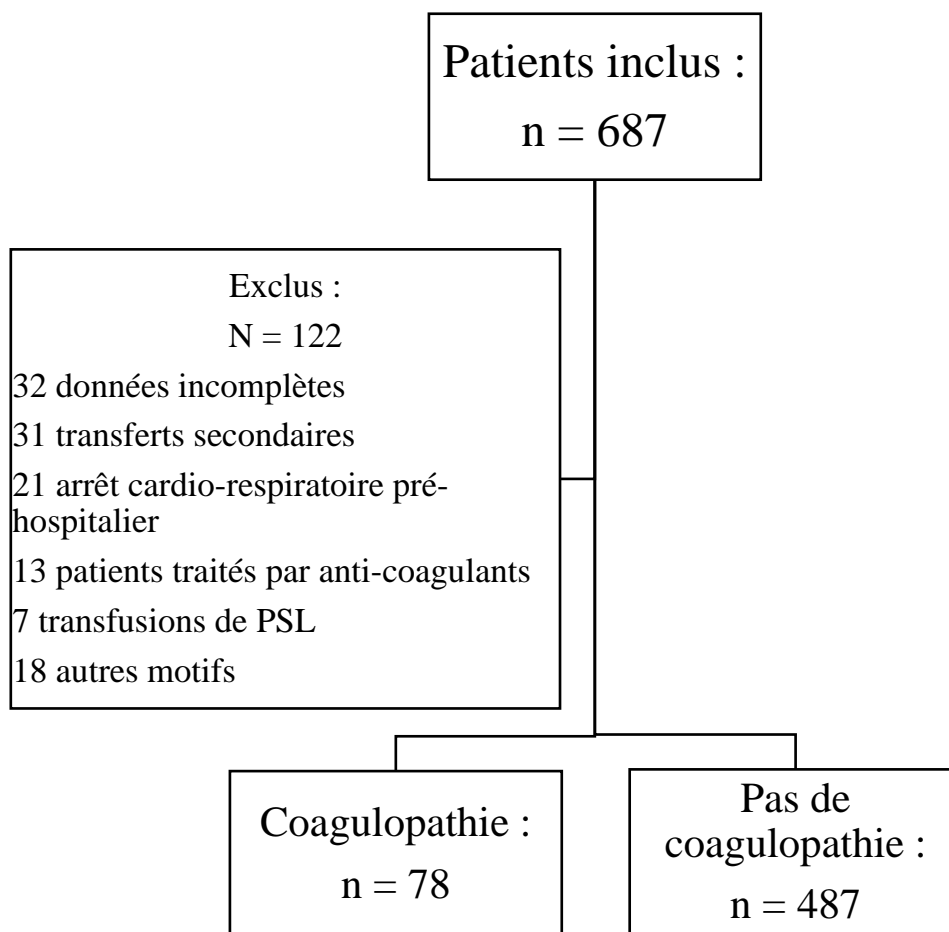 Patients inclus :
n = 687
Exclus :
N = 122
32 données incomplètes
31 transferts secondaires
21 arrêt cardio-respiratoire pré-
hospitalier
13 patients traités par anti-coagulants
7 transfusions de PSL
18 autres motifs
Coagulopathie :
n = 78
Pas de
coagulopathie :
n = 487